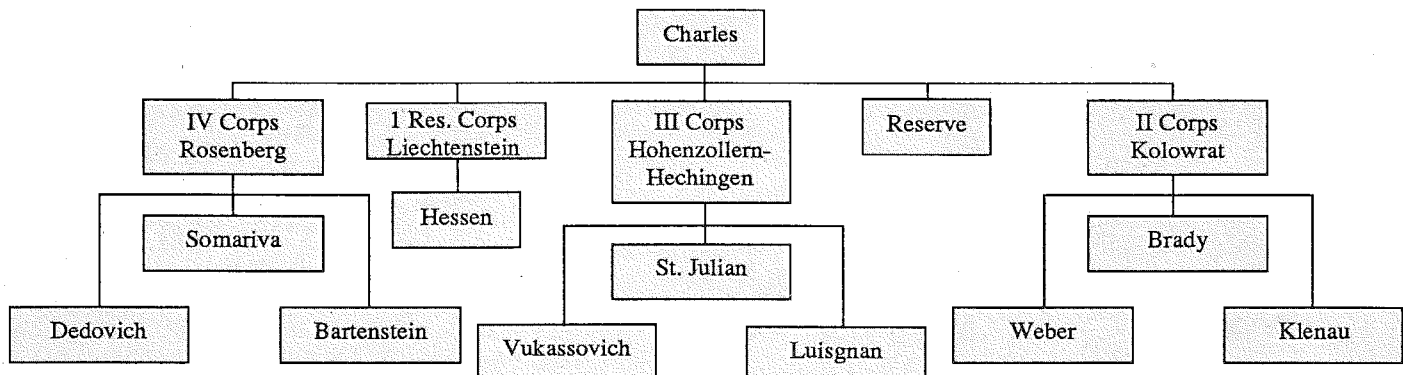 Charles
IV Corps
Rosenberg
1 Res. Corps
Liechtenstein
III Corps
Hohenzollern-
Hechingen
Reserve
II Corps
Kolowrat
Hessen
Somariva
St. Julian
Brady
Dedovich
Bartenstein
Vukassovich
Luisgnan
Weber
Klenau